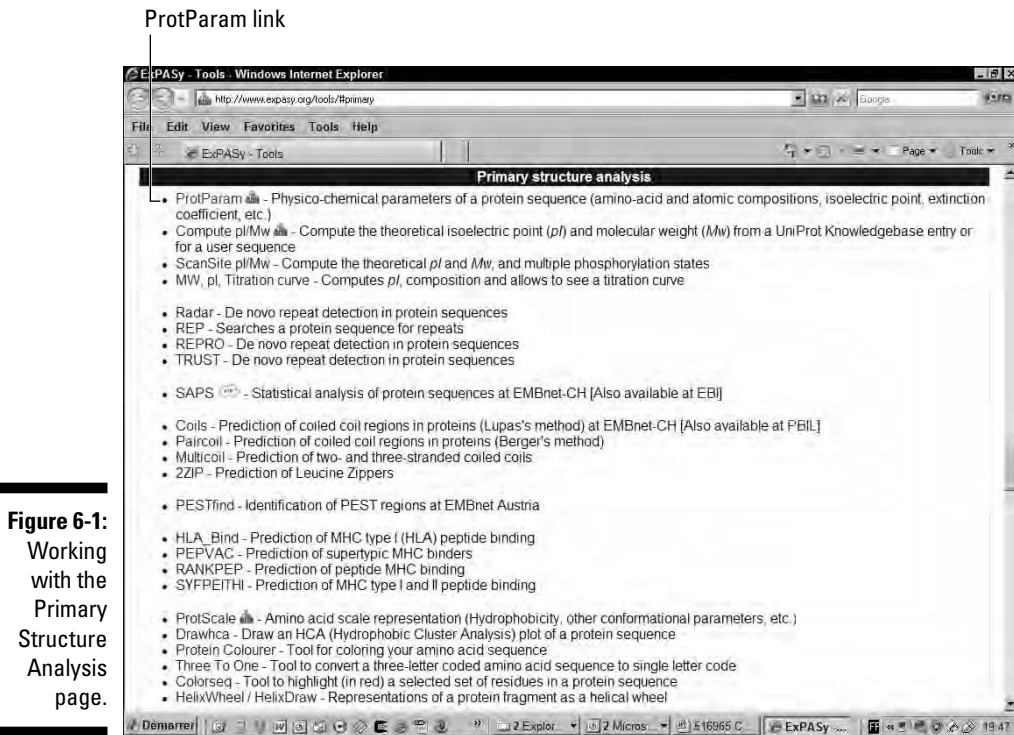 ProtParam link
ExPASy - Tools - Windows Internet Explorer
http://www.expasy.org/tools/#primary
Google
File Edit View Favorites Tools Help
ExPASy - Tools
Page
Tools
Primary structure analysis
• ProtParam - Physico-chemical parameters of a protein sequence (amino-acid and atomic compositions, isoelectric point, extinction
coefficient, etc.)
• Compute pI/Mw - Compute the theoretical isoelectric point (pI) and molecular weight (Mw) from a UniProt Knowledgebase entry or
for a user sequence
• ScanSite pI/Mw - Compute the theoretical pI and Mw, and multiple phosphorylation states
• MW, pI, Titration curve - Computes pI, composition and allows to see a titration curve
• Radar - De novo repeat detection in protein sequences
• REP - Searches a protein sequence for repeats
• REPRO - De novo repeat detection in protein sequences
• TRUST - De novo repeat detection in protein sequences
• SAPS - Statistical analysis of protein sequences at EMBnet-CH [Also available at EBI]
• Coils - Prediction of coiled coil regions in proteins (Lupas's method) at EMBnet-CH [Also available at PBIL]
• Paircoil - Prediction of coiled coil regions in proteins (Berger's method)
• Multicoil - Prediction of two- and three-stranded coiled coils
• 2ZIP - Prediction of Leucine Zippers
• PESTfind - Identification of PEST regions at EMBnet Austria
• HLA_Bind - Prediction of MHC type I (HLA) peptide binding
• PEPVAC - Prediction of supertypic MHC binders
• RANKPEP - Prediction of peptide MHC binding
• SYFPEITHI - Prediction of MHC type I and II peptide binding
• ProtScale - Amino acid scale representation (Hydrophobicity, other conformational parameters, etc.)
• Drawhca - Draw an HCA (Hydrophobic Cluster Analysis) plot of a protein sequence
• Protein Colourer - Tool for coloring your amino acid sequence
• Three To One - Tool to convert a three-letter coded amino acid sequence to single letter code
• Colorseq - Tool to highlight (in red) a selected set of residues in a protein sequence
• HelixWheel / HelixDraw - Representations of a protein fragment as a helical wheel
Démarrer
2 Explor...
2 Micros...
516965 C...
ExPASy ...
FR
19:47
Figure 6-1:
Working
with the
Primary
Structure
Analysis
page.